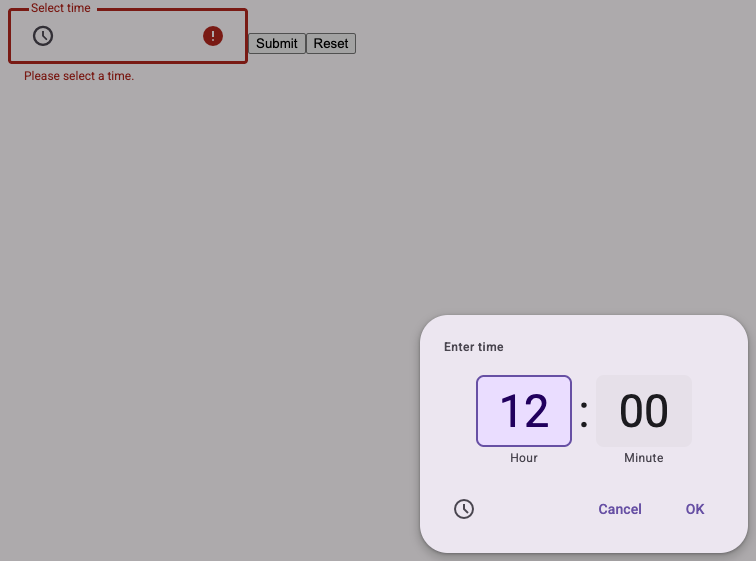 Select time
Submit Reset
Please select a time.
Enter time
12 : 00
Hour Minute
Cancel OK